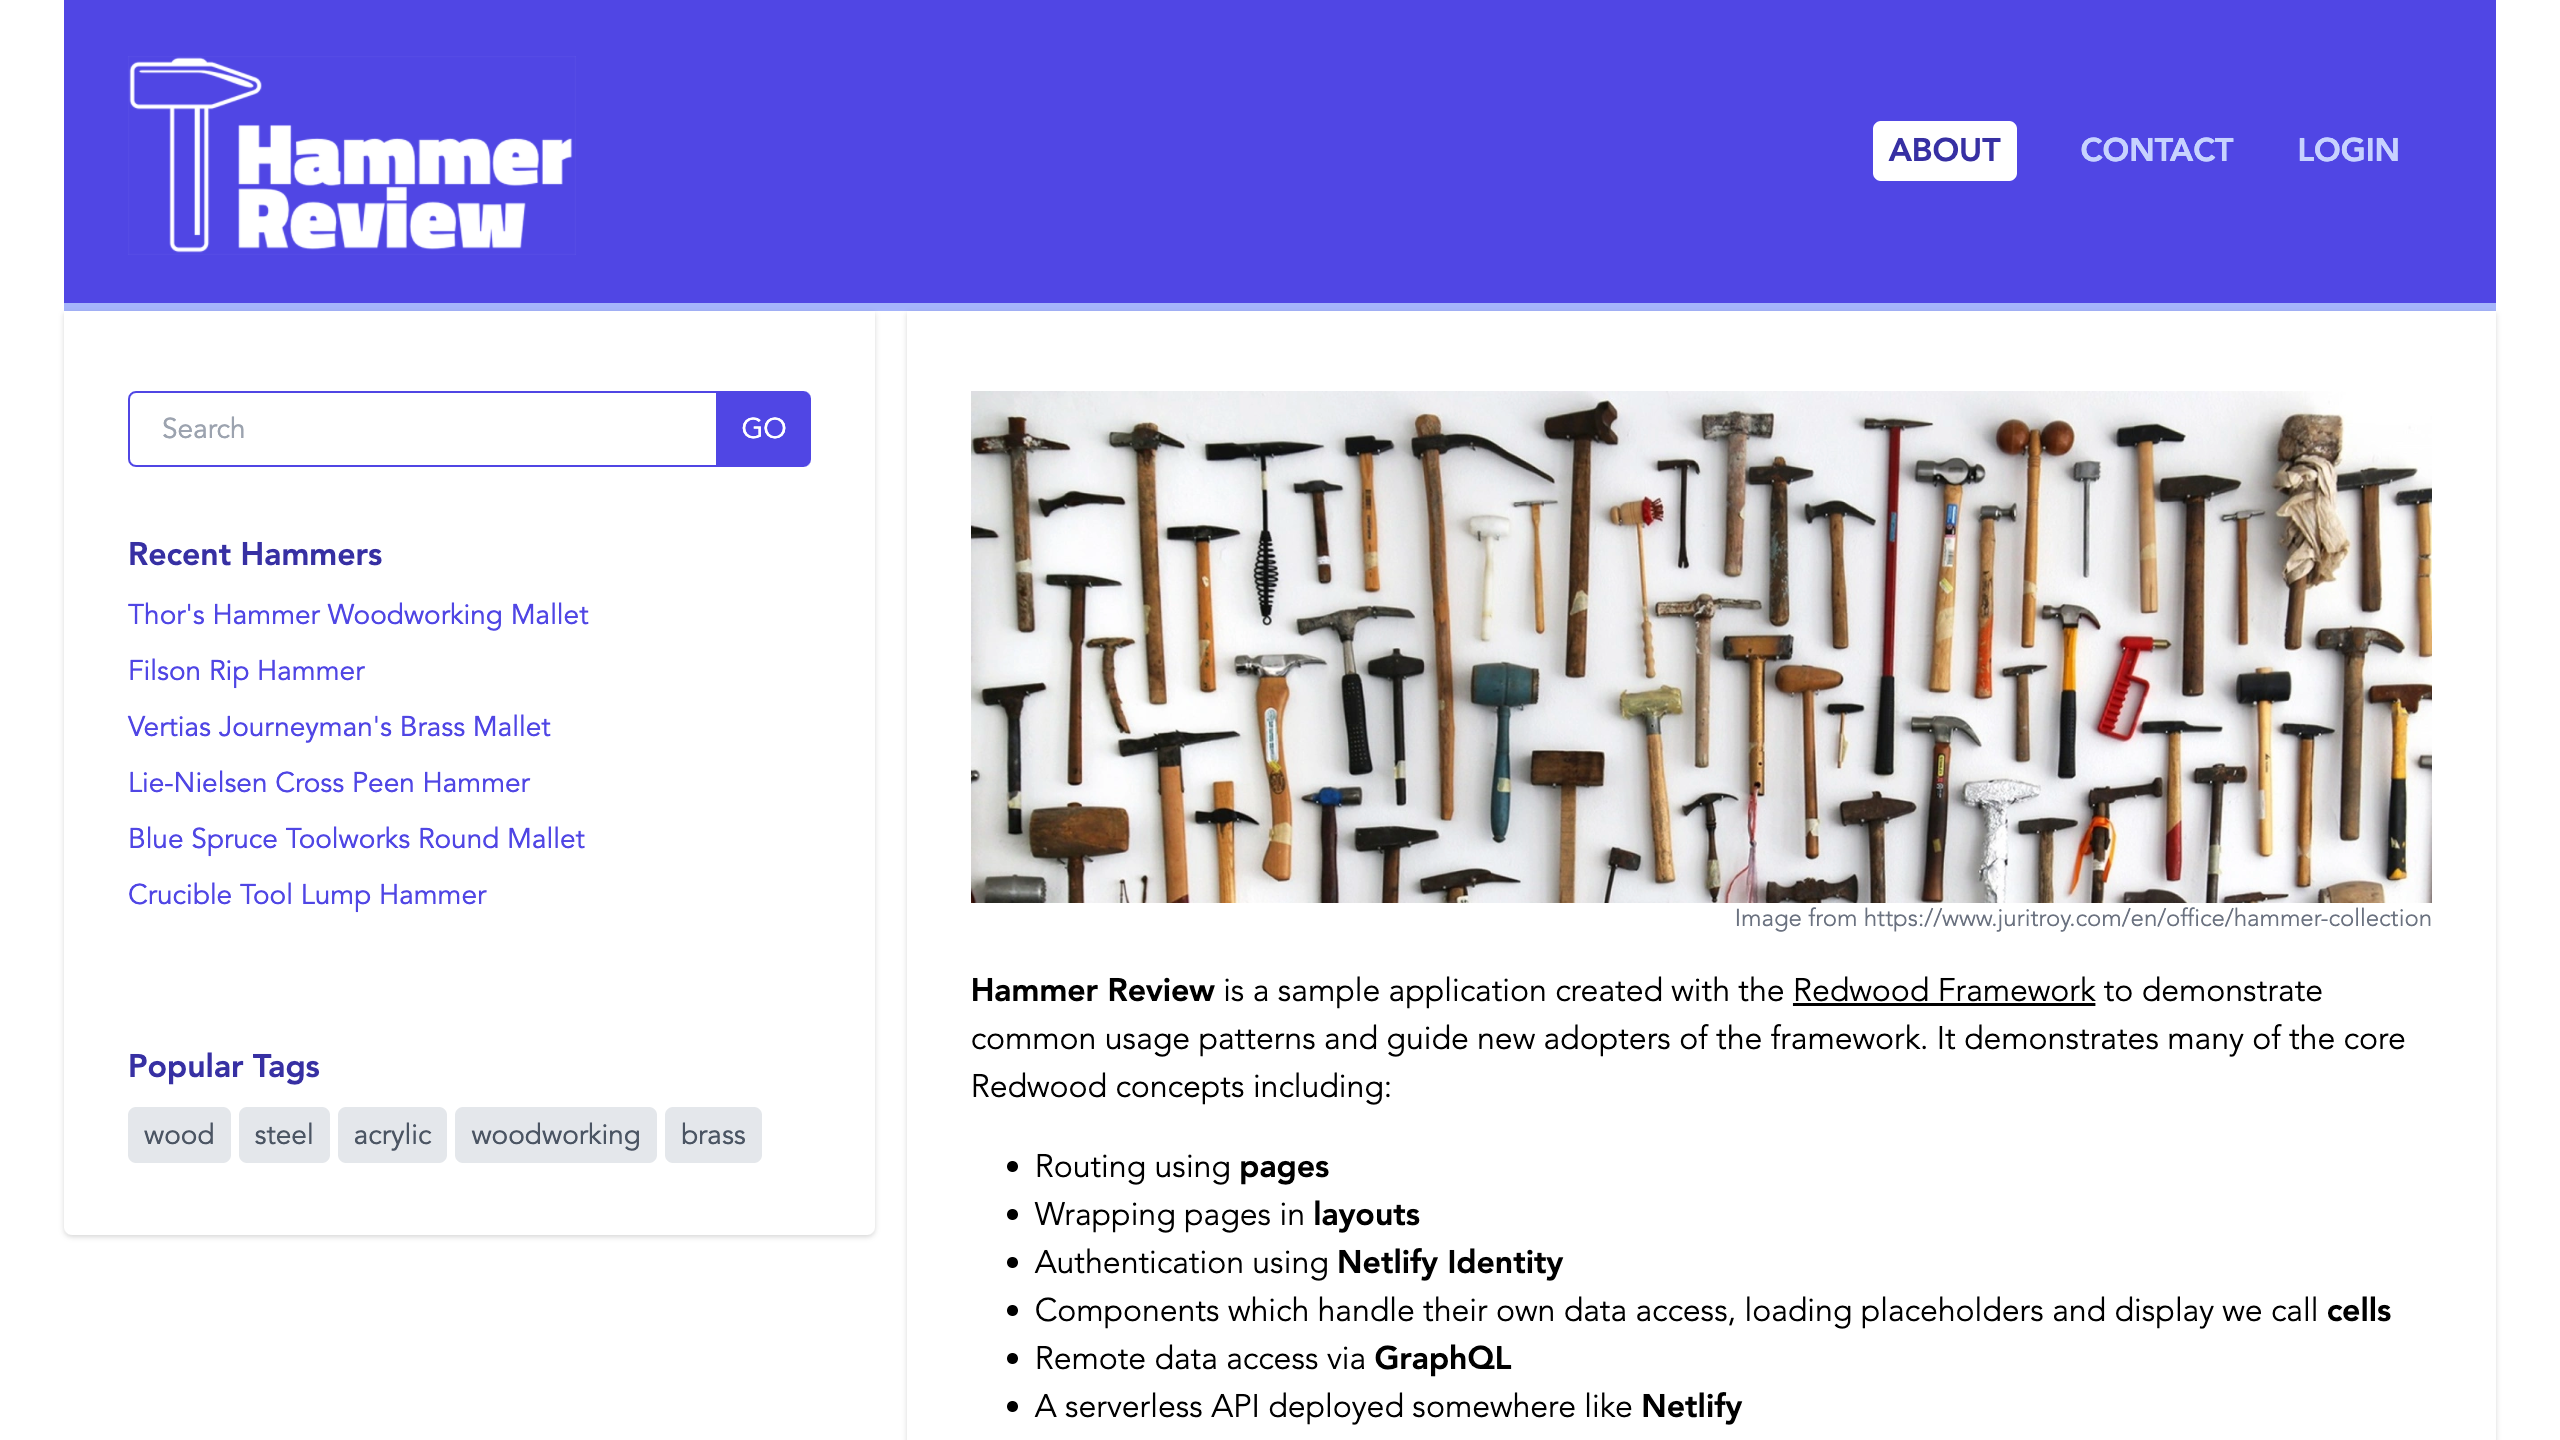 Hammer
Review
ABOUT
CONTACT
LOGIN
Search
GO
Recent Hammers
Thor's Hammer Woodworking Mallet
Filson Rip Hammer
Vertias Journeyman's Brass Mallet
Lie-Nielsen Cross Peen Hammer
Blue Spruce Toolworks Round Mallet
Crucible Tool Lump Hammer
Popular Tags
wood
steel
acrylic
woodworking
brass
Image from https://www.juritroy.com/en/office/hammer-collection
Hammer Review is a sample application created with the Redwood Framework to demonstrate
common usage patterns and guide new adopters of the framework. It demonstrates many of the core
Redwood concepts including:
• Routing using pages
• Wrapping pages in layouts
• Authentication using Netlify Identity
• Components which handle their own data access, loading placeholders and display we call cells
• Remote data access via GraphQL
• A serverless API deployed somewhere like Netlify